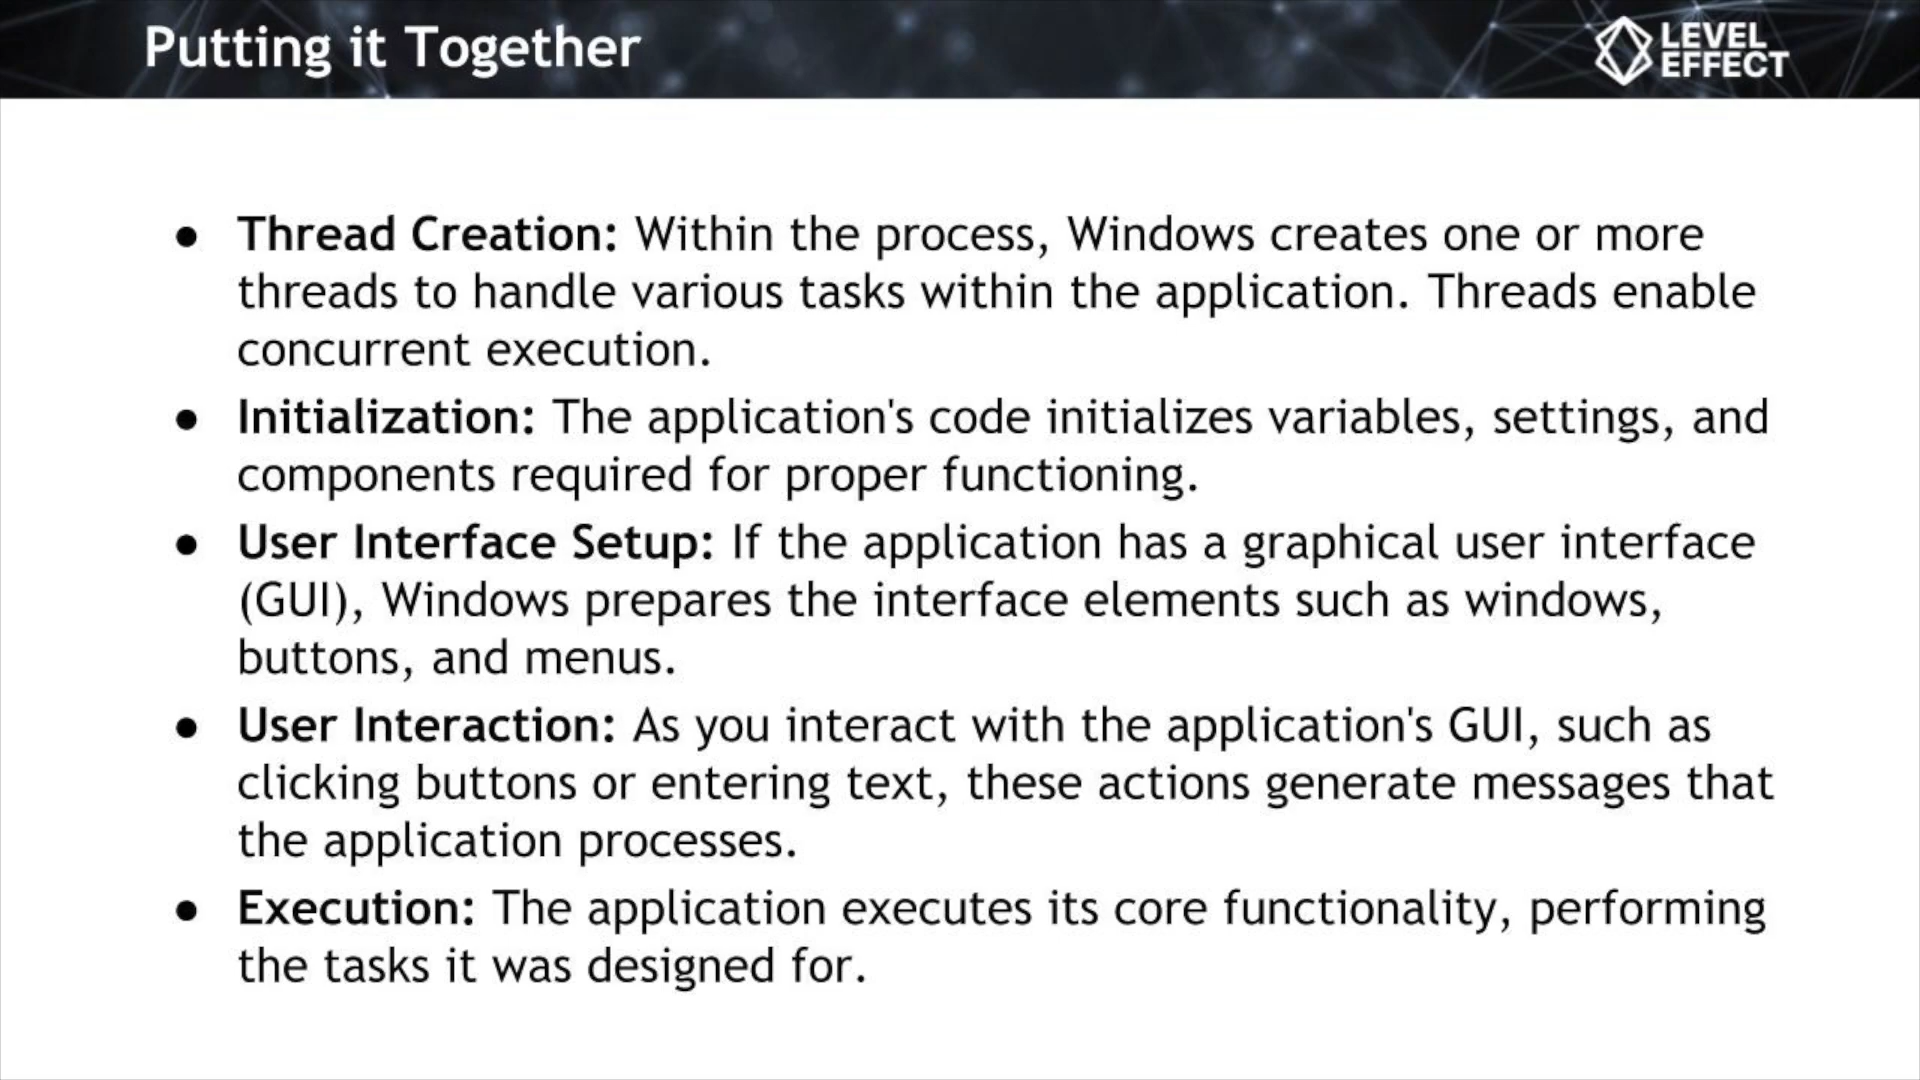 Putting it Together
LEVEL
EFFECT
● Thread Creation: Within the process, Windows creates one or more
threads to handle various tasks within the application. Threads enable
concurrent execution.
● Initialization: The application's code initializes variables, settings, and
components required for proper functioning.
● User Interface Setup: If the application has a graphical user interface
(GUI), Windows prepares the interface elements such as windows,
buttons, and menus.
● User Interaction: As you interact with the application's GUI, such as
clicking buttons or entering text, these actions generate messages that
the application processes.
● Execution: The application executes its core functionality, performing
the tasks it was designed for.